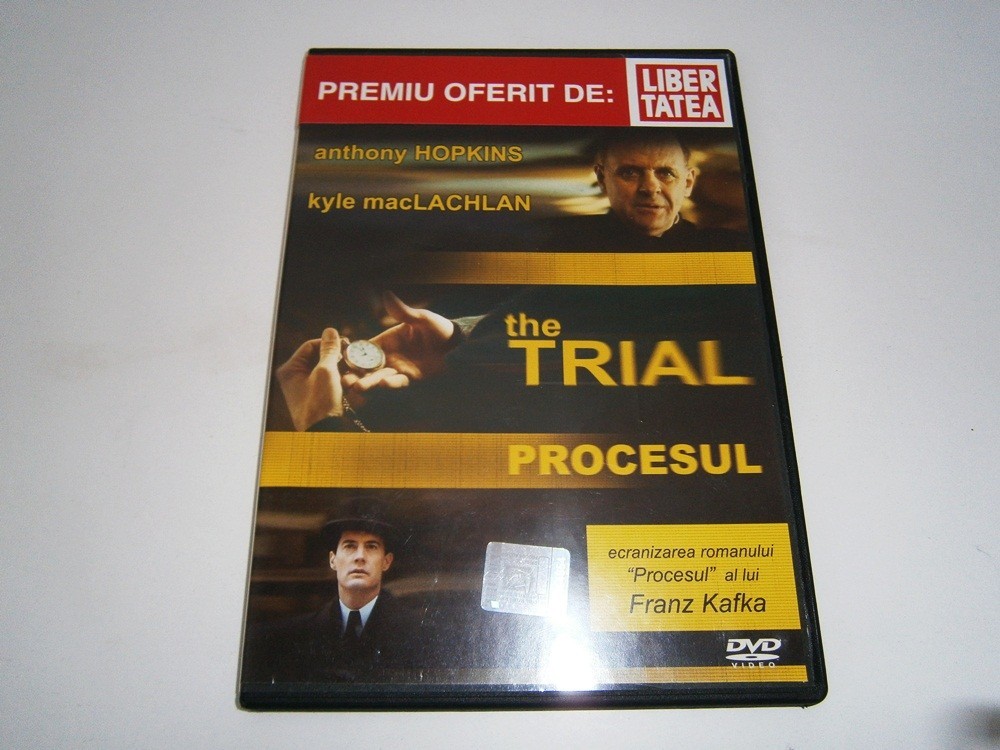 PREMIU OFERIT DE:
LIBER
TATEA
anthony HOPKINS
kyle macLACHLAN
the
TRIAL
PROCESUL
ecranizarea romanului
"Procesul" al lui
Franz Kafka
DVD
VIDEO